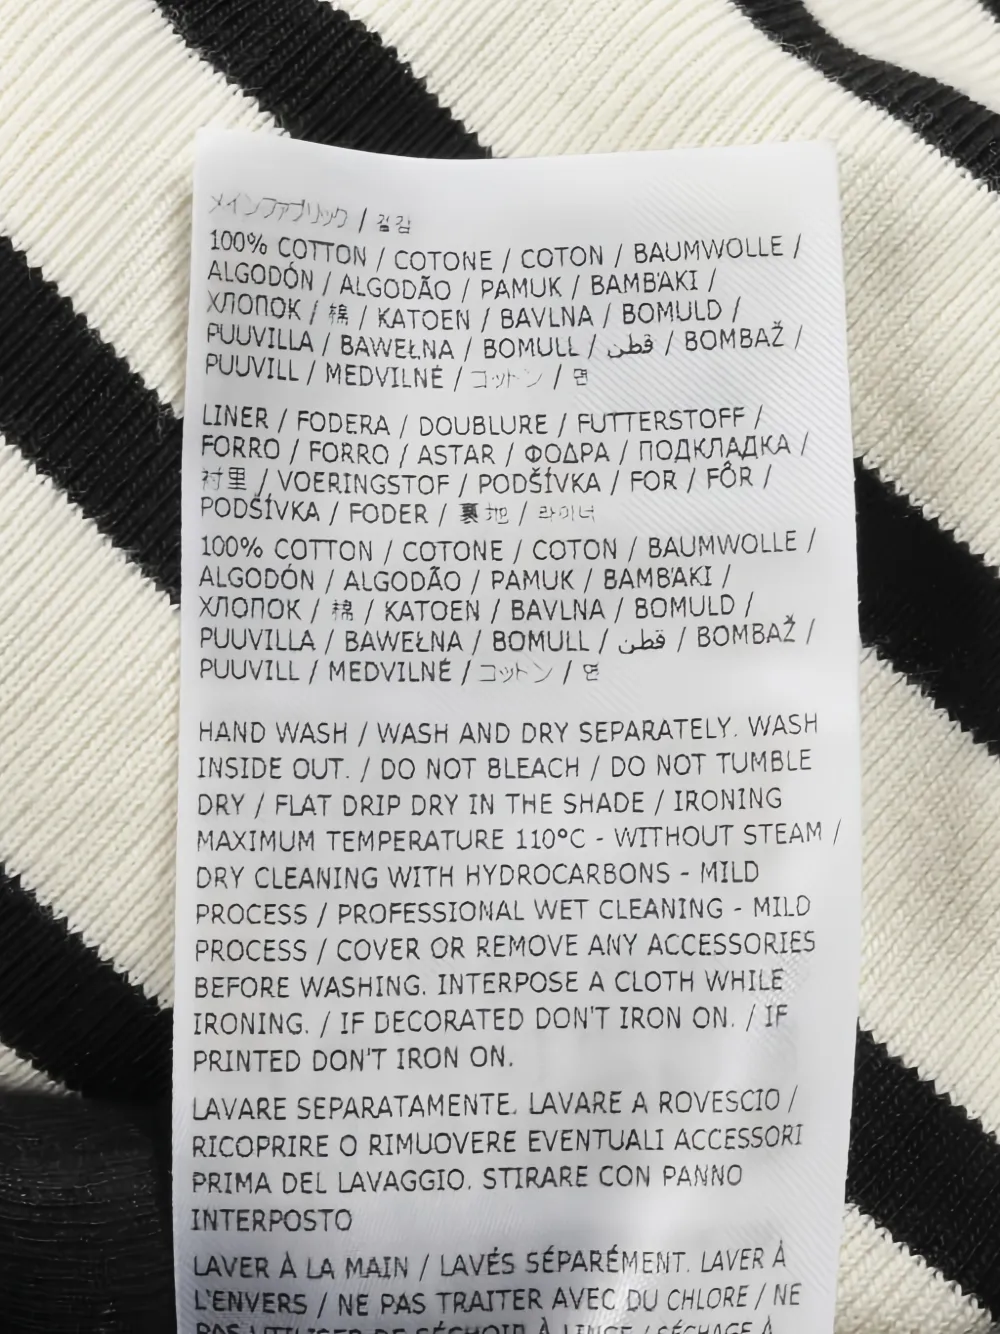 メインファブリック / 겉감
100% COTTON / COTONE / COTON / BAUMWOLLE /
ALGODÓN / ALGODÃO / PAMUK / BAMBAKI /
ХЛОПОК / 棉 / KATOEN / BAVLNA / BOMULD /
PUUVILLA / BAWEŁNA / BOMULL / قطن / BOMBAŽ /
PUUVILL / MEDVILNĖ / コットン / 면
LINER / FODERA / DOUBLURE / FUTTERSTOFF /
FORRO / FORRO / ASTAR / ΦΟΔΡΑ / ПОДКЛАДКА /
衬里 / VOERINGSTOF / PODŠÍVKA / FOR / FÔR /
PODŠÍVKA / FODER / 裏地 / 라이너
100% COTTON / COTONE / COTON / BAUMWOLLE /
ALGODÓN / ALGODÃO / PAMUK / BAMBAKI /
ХЛОПОК / 棉 / KATOEN / BAVLNA / BOMULD /
PUUVILLA / BAWEŁNA / BOMULL / قطن / BOMBAŽ /
PUUVILL / MEDVILNĖ / コットン / 면
HAND WASH / WASH AND DRY SEPARATELY. WASH
INSIDE OUT. / DO NOT BLEACH / DO NOT TUMBLE
DRY / FLAT DRIP DRY IN THE SHADE / IRONING
MAXIMUM TEMPERATURE 110°C - WITHOUT STEAM /
DRY CLEANING WITH HYDROCARBONS - MILD
PROCESS / PROFESSIONAL WET CLEANING - MILD
PROCESS / COVER OR REMOVE ANY ACCESSORIES
BEFORE WASHING. INTERPOSE A CLOTH WHILE
IRONING. / IF DECORATED DON'T IRON ON. / IF
PRINTED DON'T IRON ON.
LAVARE SEPARATAMENTE. LAVARE A ROVESCIO /
RICOPRIRE O RIMUOVERE EVENTUALI ACCESSORI
PRIMA DEL LAVAGGIO. STIRARE CON PANNO
INTERPOSTO
LAVER À LA MAIN / LAVÉS SÉPARÉMENT. LAVER À
L'ENVERS / NE PAS TRAITER AVEC DU CHLORE / NE
PAS UTILISER DE SÉCHOIR À LINGE / SÉCHAGE À